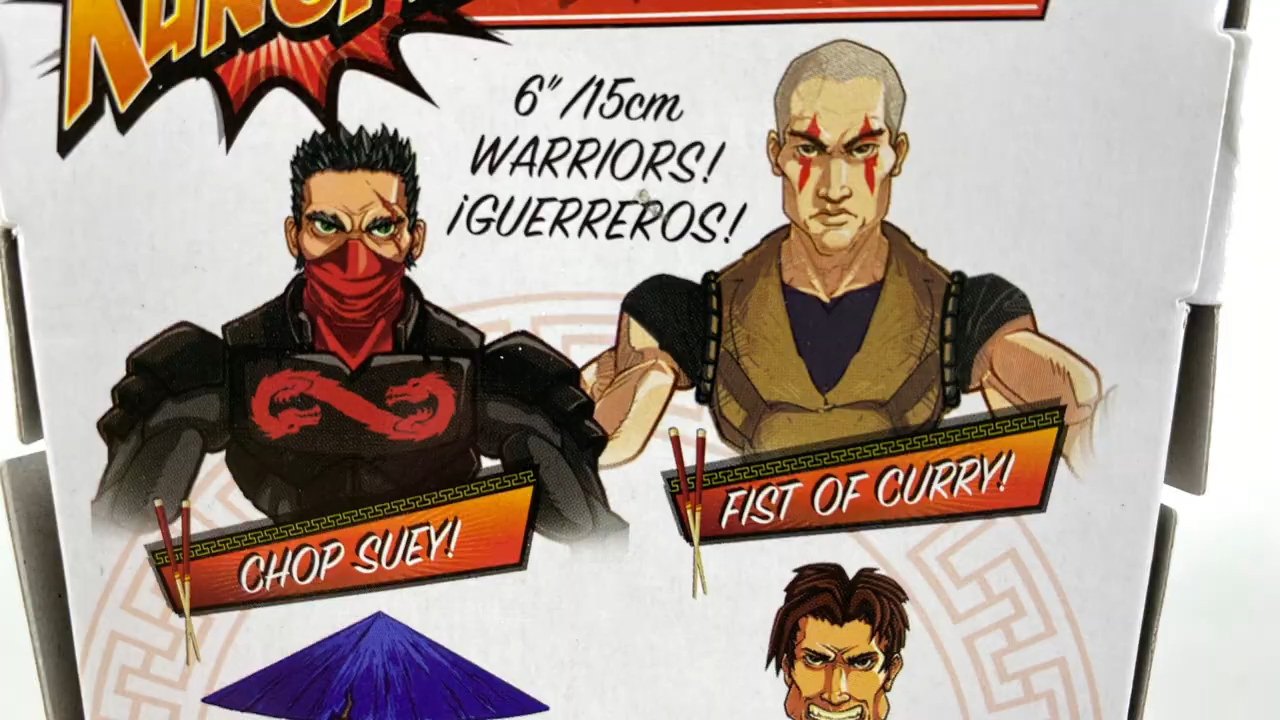 6"/15cm
WARRIORS!
¡GUERREROS!
FIST OF CURRY!
CHOP SUEY!